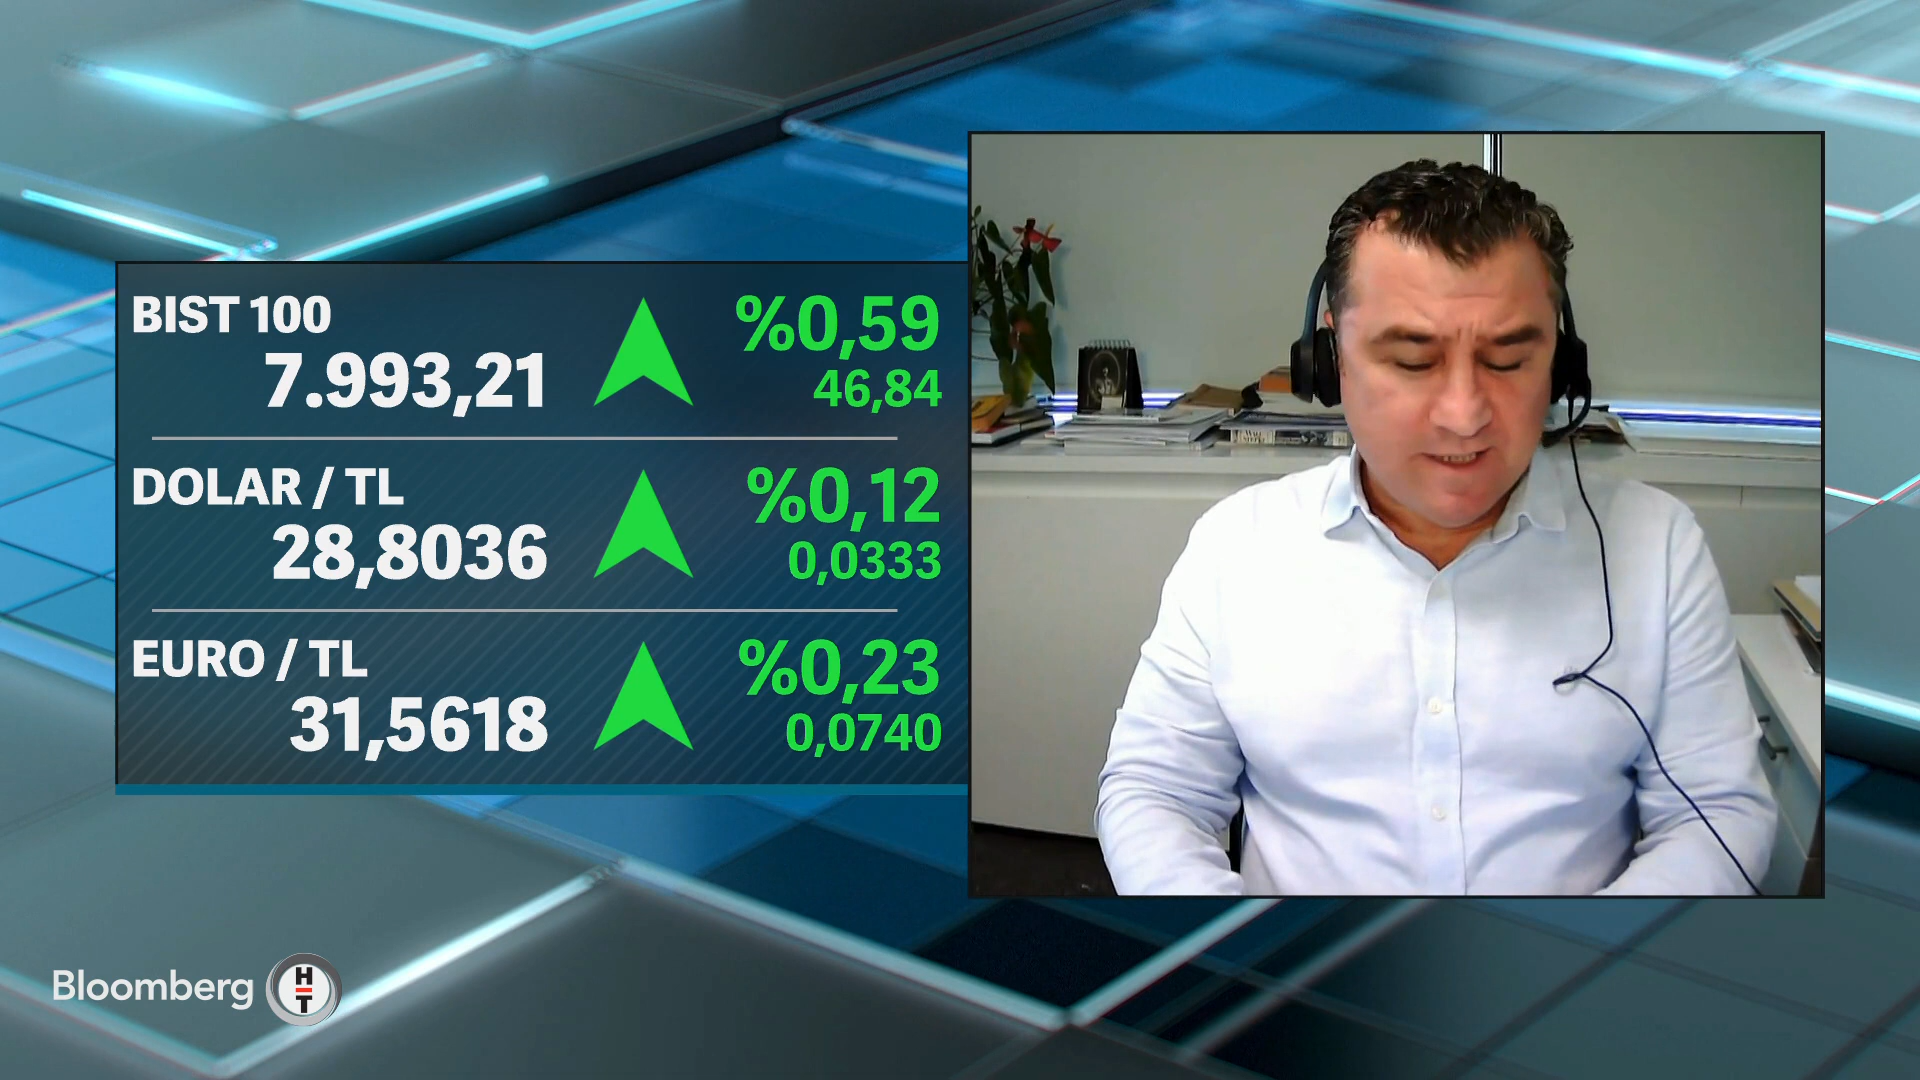 BIST 100
7.993,21
%0,59
46,84
DOLAR / TL
28,8036
%0,12
0,0333
EURO / TL
31,5618
%0,23
0,0740
Bloomberg HT